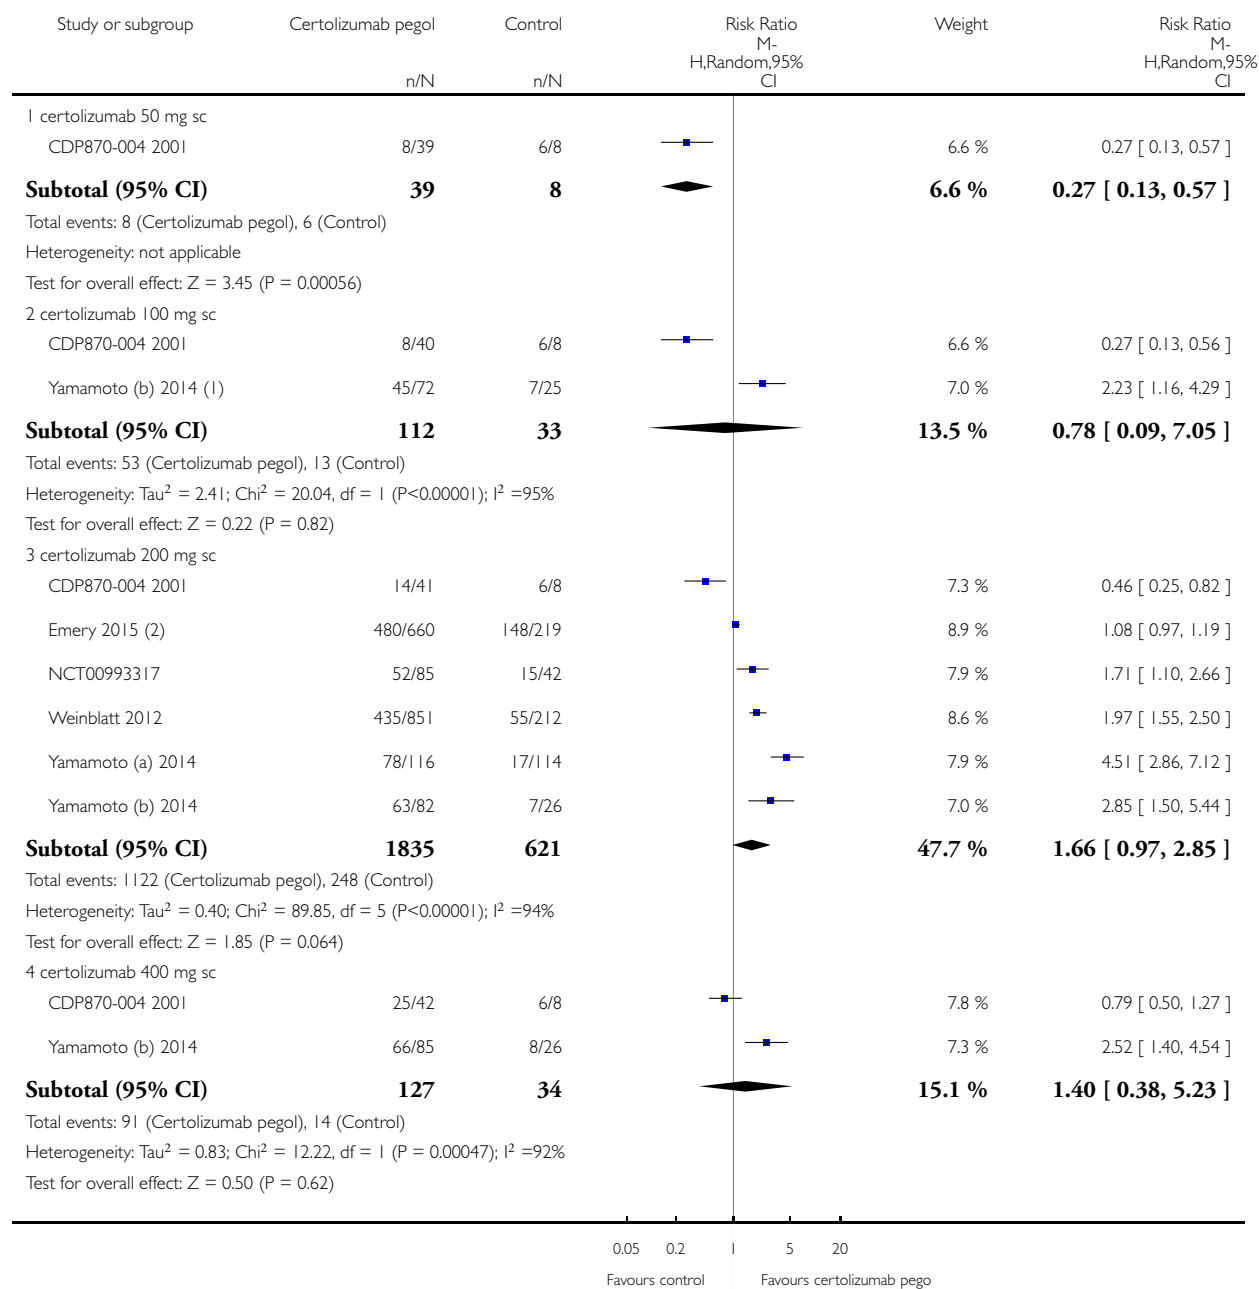 Study or subgroup Certolizumab pegol Control Risk Ratio Weight Risk Ratio
M- M-
H,Random,95% H,Random,95%
n/N n/N CI CI
1 certolizumab 50 mg sc
CDP870-004 2001 8/39 6/8 6.6 % 0.27 [ 0.13, 0.57 ]
Subtotal (95% CI) 39 8 6.6 % 0.27 [ 0.13, 0.57 ]
Total events: 8 (Certolizumab pegol), 6 (Control)
Heterogeneity: not applicable
Test for overall effect: Z = 3.45 (P = 0.00056)
2 certolizumab 100 mg sc
CDP870-004 2001 8/40 6/8 6.6 % 0.27 [ 0.13, 0.56 ]
Yamamoto (b) 2014 (1) 45/72 7/25 7.0 % 2.23 [ 1.16, 4.29 ]
Subtotal (95% CI) 112 33 13.5 % 0.78 [ 0.09, 7.05 ]
Total events: 53 (Certolizumab pegol), 13 (Control)
Heterogeneity: Tau² = 2.41; Chi² = 20.04, df = 1 (P<0.00001); I² =95%
Test for overall effect: Z = 0.22 (P = 0.82)
3 certolizumab 200 mg sc
CDP870-004 2001 14/41 6/8 7.3 % 0.46 [ 0.25, 0.82 ]
Emery 2015 (2) 480/660 148/219 8.9 % 1.08 [ 0.97, 1.19 ]
NCT00993317 52/85 15/42 7.9 % 1.71 [ 1.10, 2.66 ]
Weinblatt 2012 435/851 55/212 8.6 % 1.97 [ 1.55, 2.50 ]
Yamamoto (a) 2014 78/116 17/114 7.9 % 4.51 [ 2.86, 7.12 ]
Yamamoto (b) 2014 63/82 7/26 7.0 % 2.85 [ 1.50, 5.44 ]
Subtotal (95% CI) 1835 621 47.7 % 1.66 [ 0.97, 2.85 ]
Total events: 1122 (Certolizumab pegol), 248 (Control)
Heterogeneity: Tau² = 0.40; Chi² = 89.85, df = 5 (P<0.00001); I² =94%
Test for overall effect: Z = 1.85 (P = 0.064)
4 certolizumab 400 mg sc
CDP870-004 2001 25/42 6/8 7.8 % 0.79 [ 0.50, 1.27 ]
Yamamoto (b) 2014 66/85 8/26 7.3 % 2.52 [ 1.40, 4.54 ]
Subtotal (95% CI) 127 34 15.1 % 1.40 [ 0.38, 5.23 ]
Total events: 91 (Certolizumab pegol), 14 (Control)
Heterogeneity: Tau² = 0.83; Chi² = 12.22, df = 1 (P = 0.00047); I² =92%
Test for overall effect: Z = 0.50 (P = 0.62)
0.05 0.2 1 5 20
Favours control Favours certolizumab pego